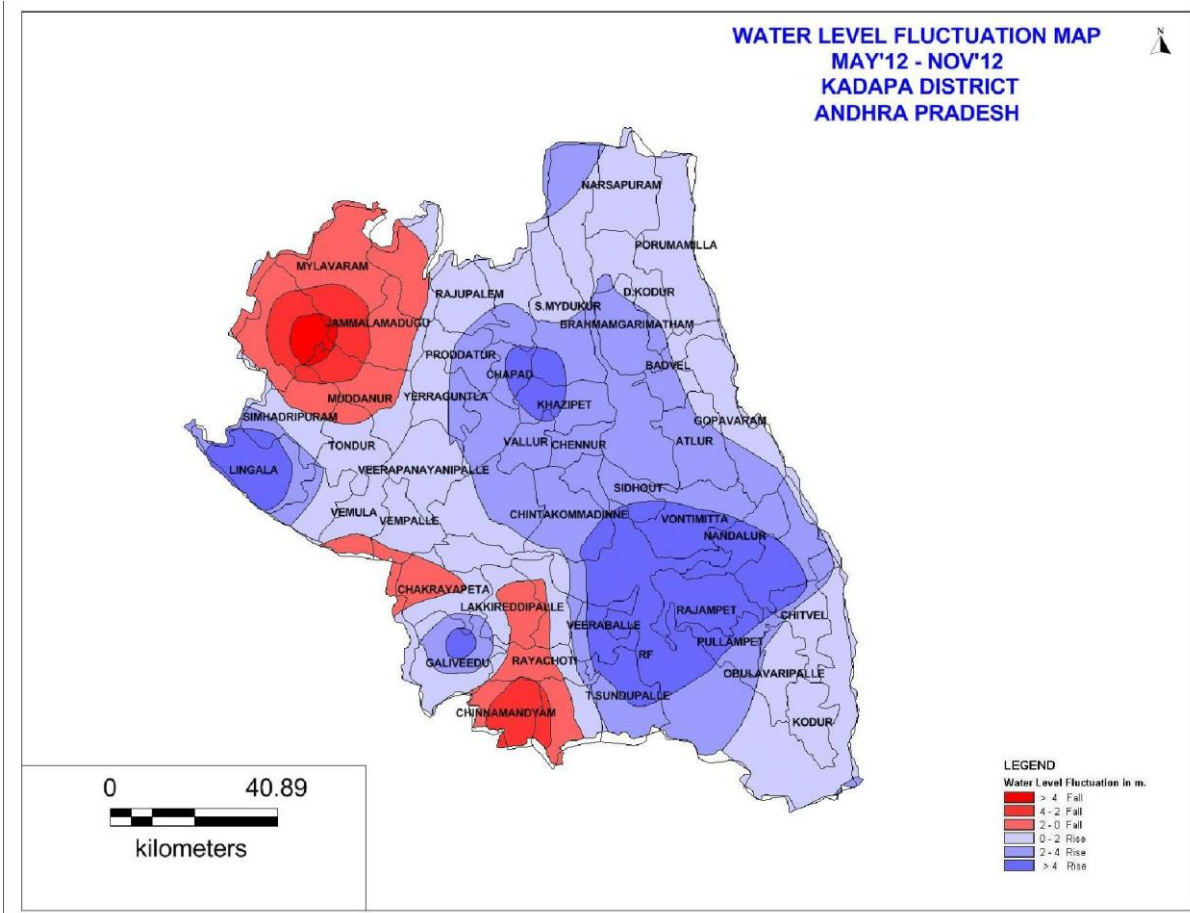 WATER LEVEL FLUCTUATION MAP
MAY'12 - NOV'12
KADAPA DISTRICT
ANDHRA PRADESH
N
NARSAPURAM
PORUMAMILLA
MYLAVARAM
RAJUPALEM
D.KODUR
S.MYDUKUR
JAMMALAMADUGU
BRAHMAMGARIMATHAM
PRODDATUR
BADVEL
CHAPAD
MUDDANUR
YERRAGUNTLA
KHAZIPET
SIMHADRIPURAM
GOPAVARAM
TONDUR
VALLUR
CHENNUR
ATLUR
LINGALA
VEERAPANAYANIPALLE
SIDHOUT
VEMULA
VEMPALLE
CHINTAKOMMADINNE
VONTIMITTA
NANDALUR
CHAKRAYAPETA
LAKKIREDDIPALLE
RAJAMPET
CHITVEL
VEERABALLE
PULLAMPET
RF
GALIVEEDU
RAYACHOTI
OBULAVARIPALLE
T.SUNDUPALLE
CHINNAMANDYAM
KODUR
0 40.89
kilometers
LEGEND
Water Level Fluctuation in m.
> 4 Fall
4 - 2 Fall
2 - 0 Fall
0 - 2 Rise
2 - 4 Rise
> 4 Rise